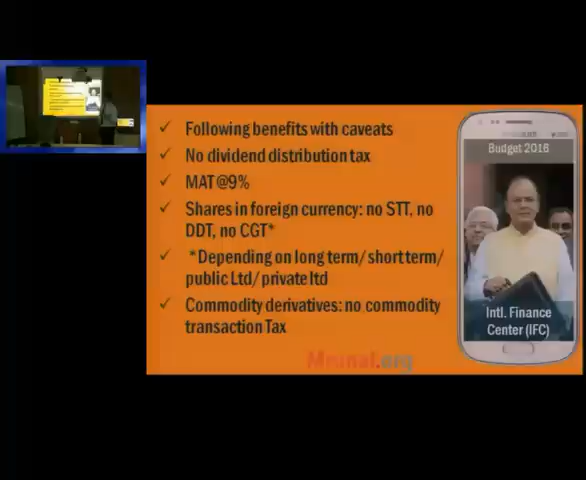 Following benefits with caveats
No dividend distribution tax
MAT@9%
Shares in foreign currency: no STT, no
DDT, no CGT*
*Depending on long term/ short term/
public Ltd/ private ltd
Commodity derivatives: no commodity
transaction Tax
Budget 2016
Intl. Finance
Center (IFC)
Mrunal.org